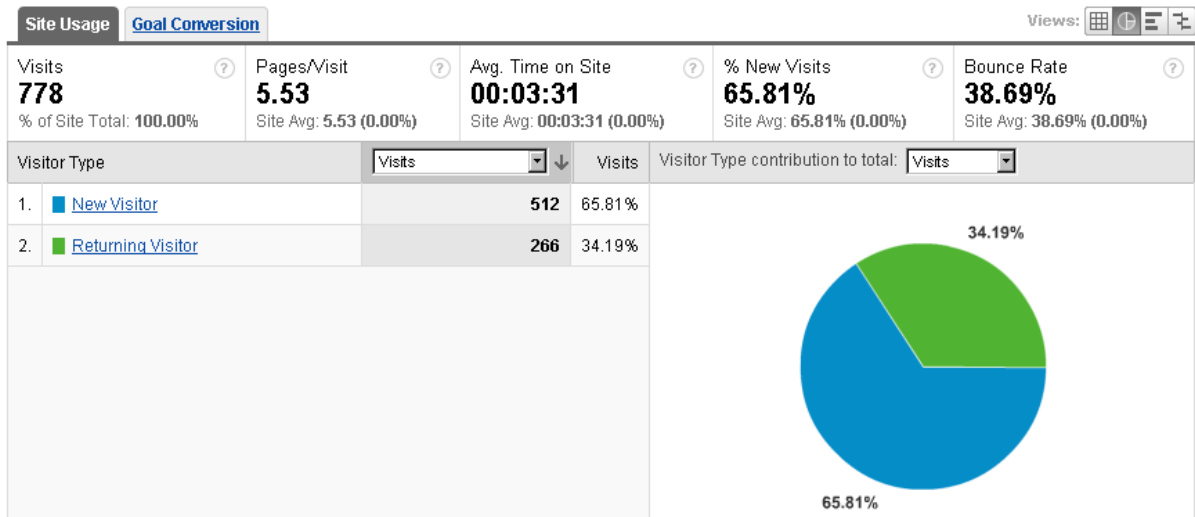 Site Usage Goal Conversion Views:
Visits ? Pages/Visit ? Avg. Time on Site ? % New Visits ? Bounce Rate ?
778 5.53 00:03:31 65.81% 38.69%
% of Site Total: 100.00% Site Avg: 5.53 (0.00%) Site Avg: 00:03:31 (0.00%) Site Avg: 65.81% (0.00%) Site Avg: 38.69% (0.00%)
Visitor Type Visits Visits Visitor Type contribution to total: Visits
1. New Visitor 512 65.81%
2. Returning Visitor 266 34.19%
34.19%
65.81%